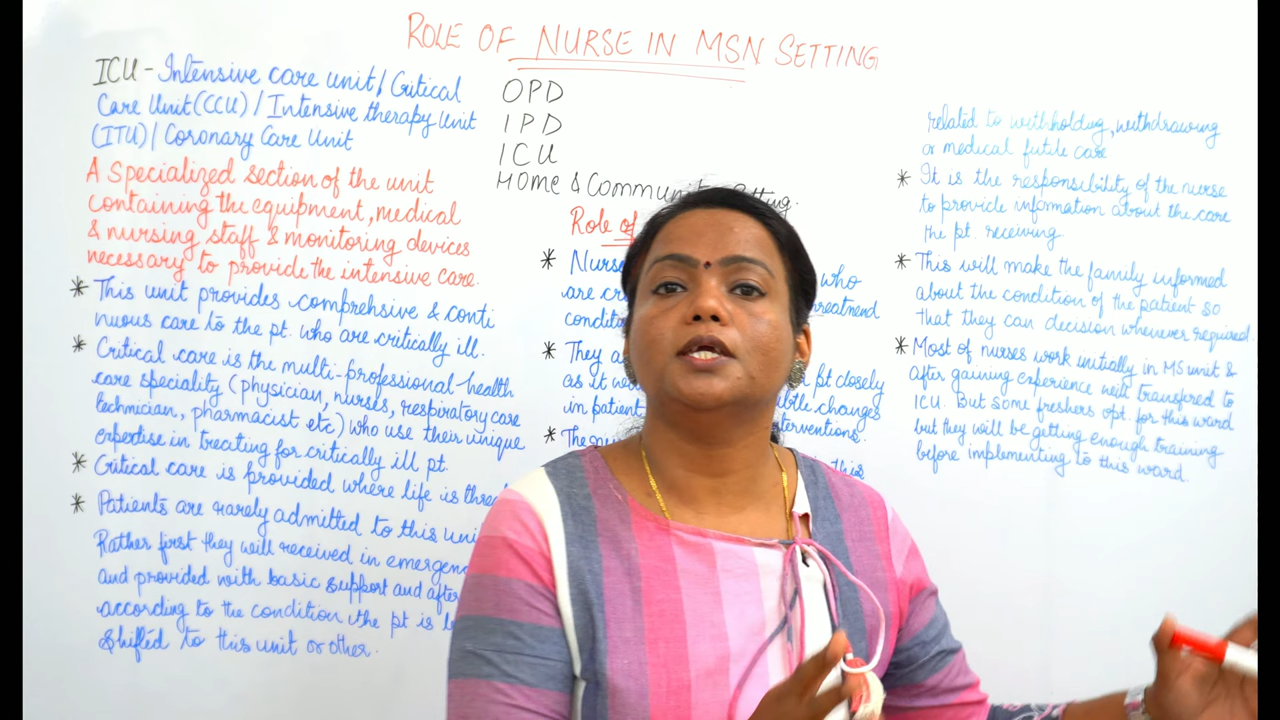 ROLE OF NURSE IN MSN SETTING
ICU - Intensive care unit / Critical
Care Unit (CCU) / Intensive therapy Unit
(ITU) / Coronary Care Unit
A Specialized section of the unit
containing the equipment, medical
& nursing staff & monitoring devices
necessary to provide the intensive care.
* This unit provides comprehsive & conti
nuous care to the pt. who are critically ill.
* Critical care is the multi-professional health
care speciality (physician, nurses, respiratory care
technician, pharmacist etc) who use their unique
expertise in treating for critically ill pt.
* Critical care is provided where life is
* Patients are rarely admitted to this
Rather first they will received in
and provided with basic support and
according to the condition the pt is
shifted to this unit or other.
OPD
IPD
ICU
Home &
Role of
* who
are
* They pt closely
as it
in patient changes
* interventions.
this
related to withholding, withdrawing
or medical futile care
* It is the responsibility of the nurse
to provide information about the care
the pt. receiving
* This will make the family informed
about the condition of the patient so
that they can decision whenever required.
* Most of nurses work initially in MS unit &
after gaining experience will transfered to
ICU. But some freshers opt. for this ward
but they will be getting enough training
before implementing to this ward.